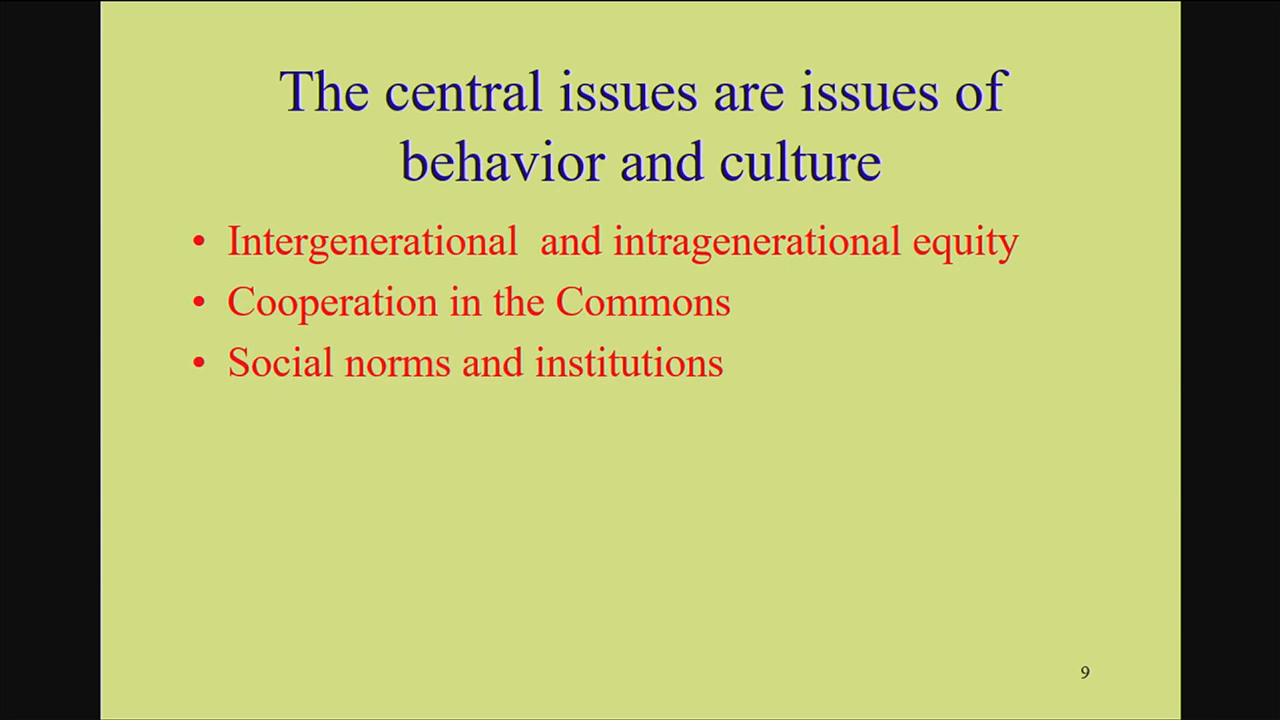 The central issues are issues of
behavior and culture
• Intergenerational  and intragenerational equity
• Cooperation in the Commons
• Social norms and institutions
9